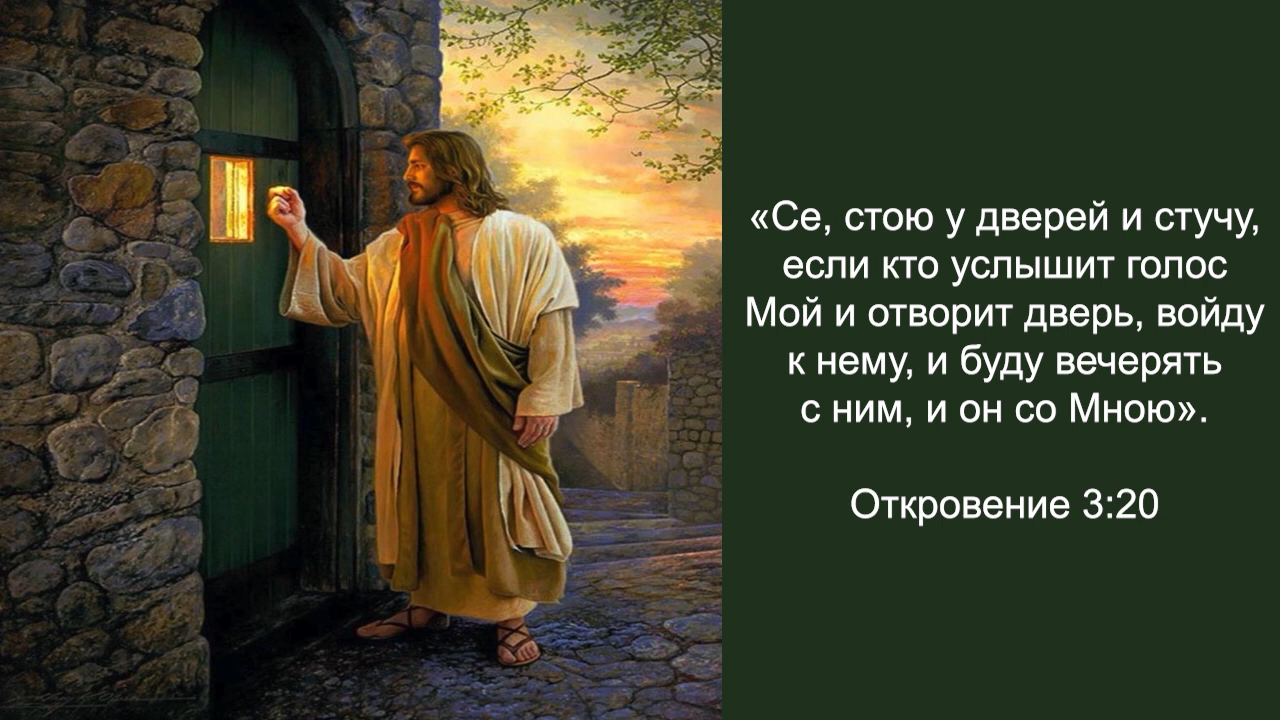 «Се, стою у дверей и стучу,
если кто услышит голос
Мой и отворит дверь, войду
к нему, и буду вечерять
с ним, и он со Мною».
Откровение 3:20